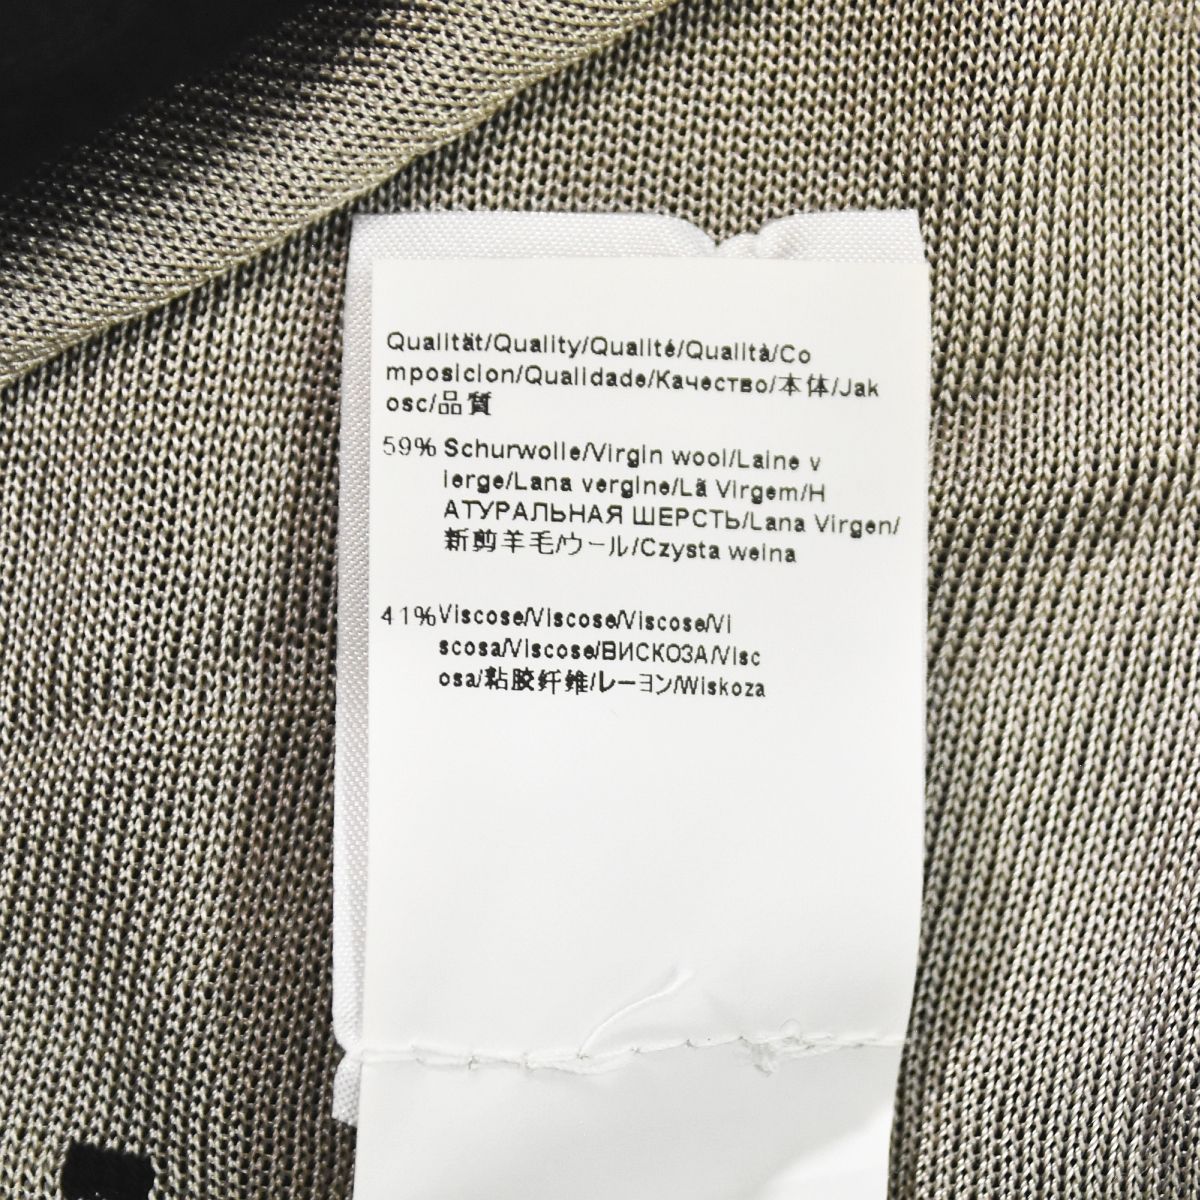 Qualität/Quality/Qualité/Qualità/Co
mposicion/Qualidade/Качество/本体/Jak
osc/品質
59% Schurwolle/Virgin wool/Laine v
ierge/Lana vergine/Lã Virgem/Н
АТУРАЛЬНАЯ ШЕРСТЬ/Lana Virgen/
新剪羊毛/ウール/Czysta welna
41% Viscose/Viscose/Viscose/Vi
scosa/Viscose/ВИСКОЗА/Visc
osa/粘胶纤维/レーヨン/Wiskoza